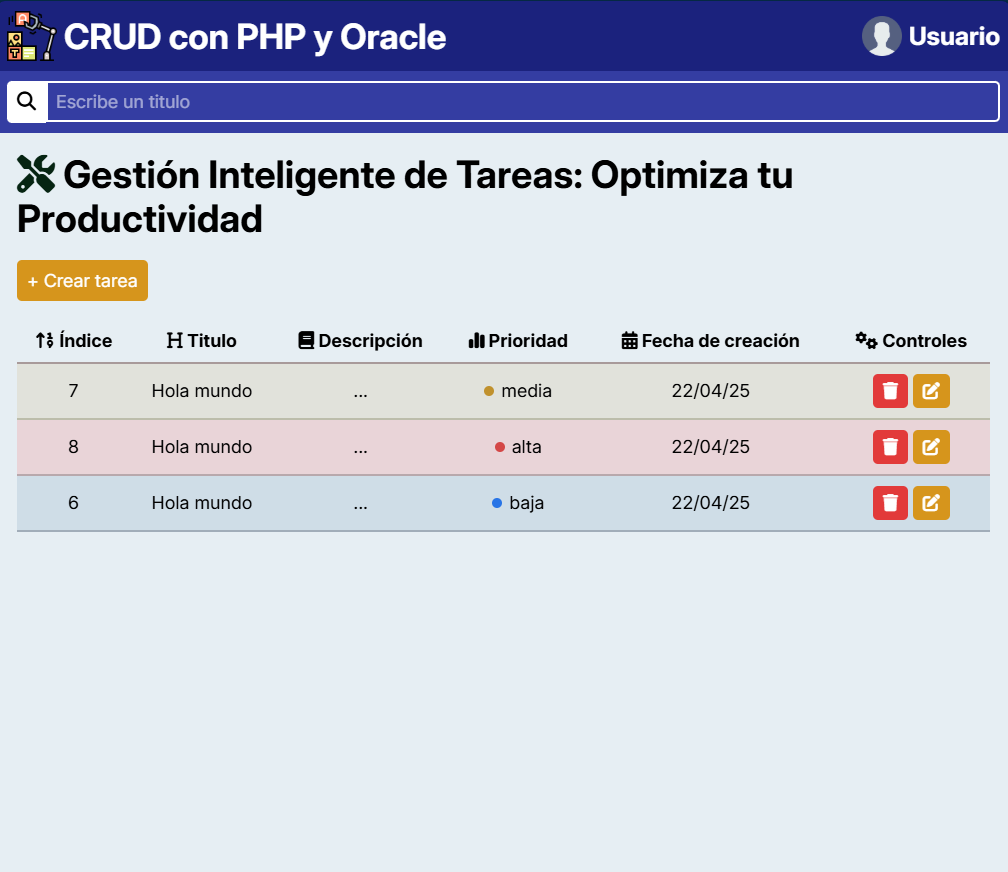 CRUD con PHP y Oracle
Usuario
Escribe un titulo
Gestión Inteligente de Tareas: Optimiza tu
Productividad
+ Crear tarea
Índice Titulo Descripción Prioridad Fecha de creación Controles
7 Hola mundo ... media 22/04/25
8 Hola mundo ... alta 22/04/25
6 Hola mundo ... baja 22/04/25